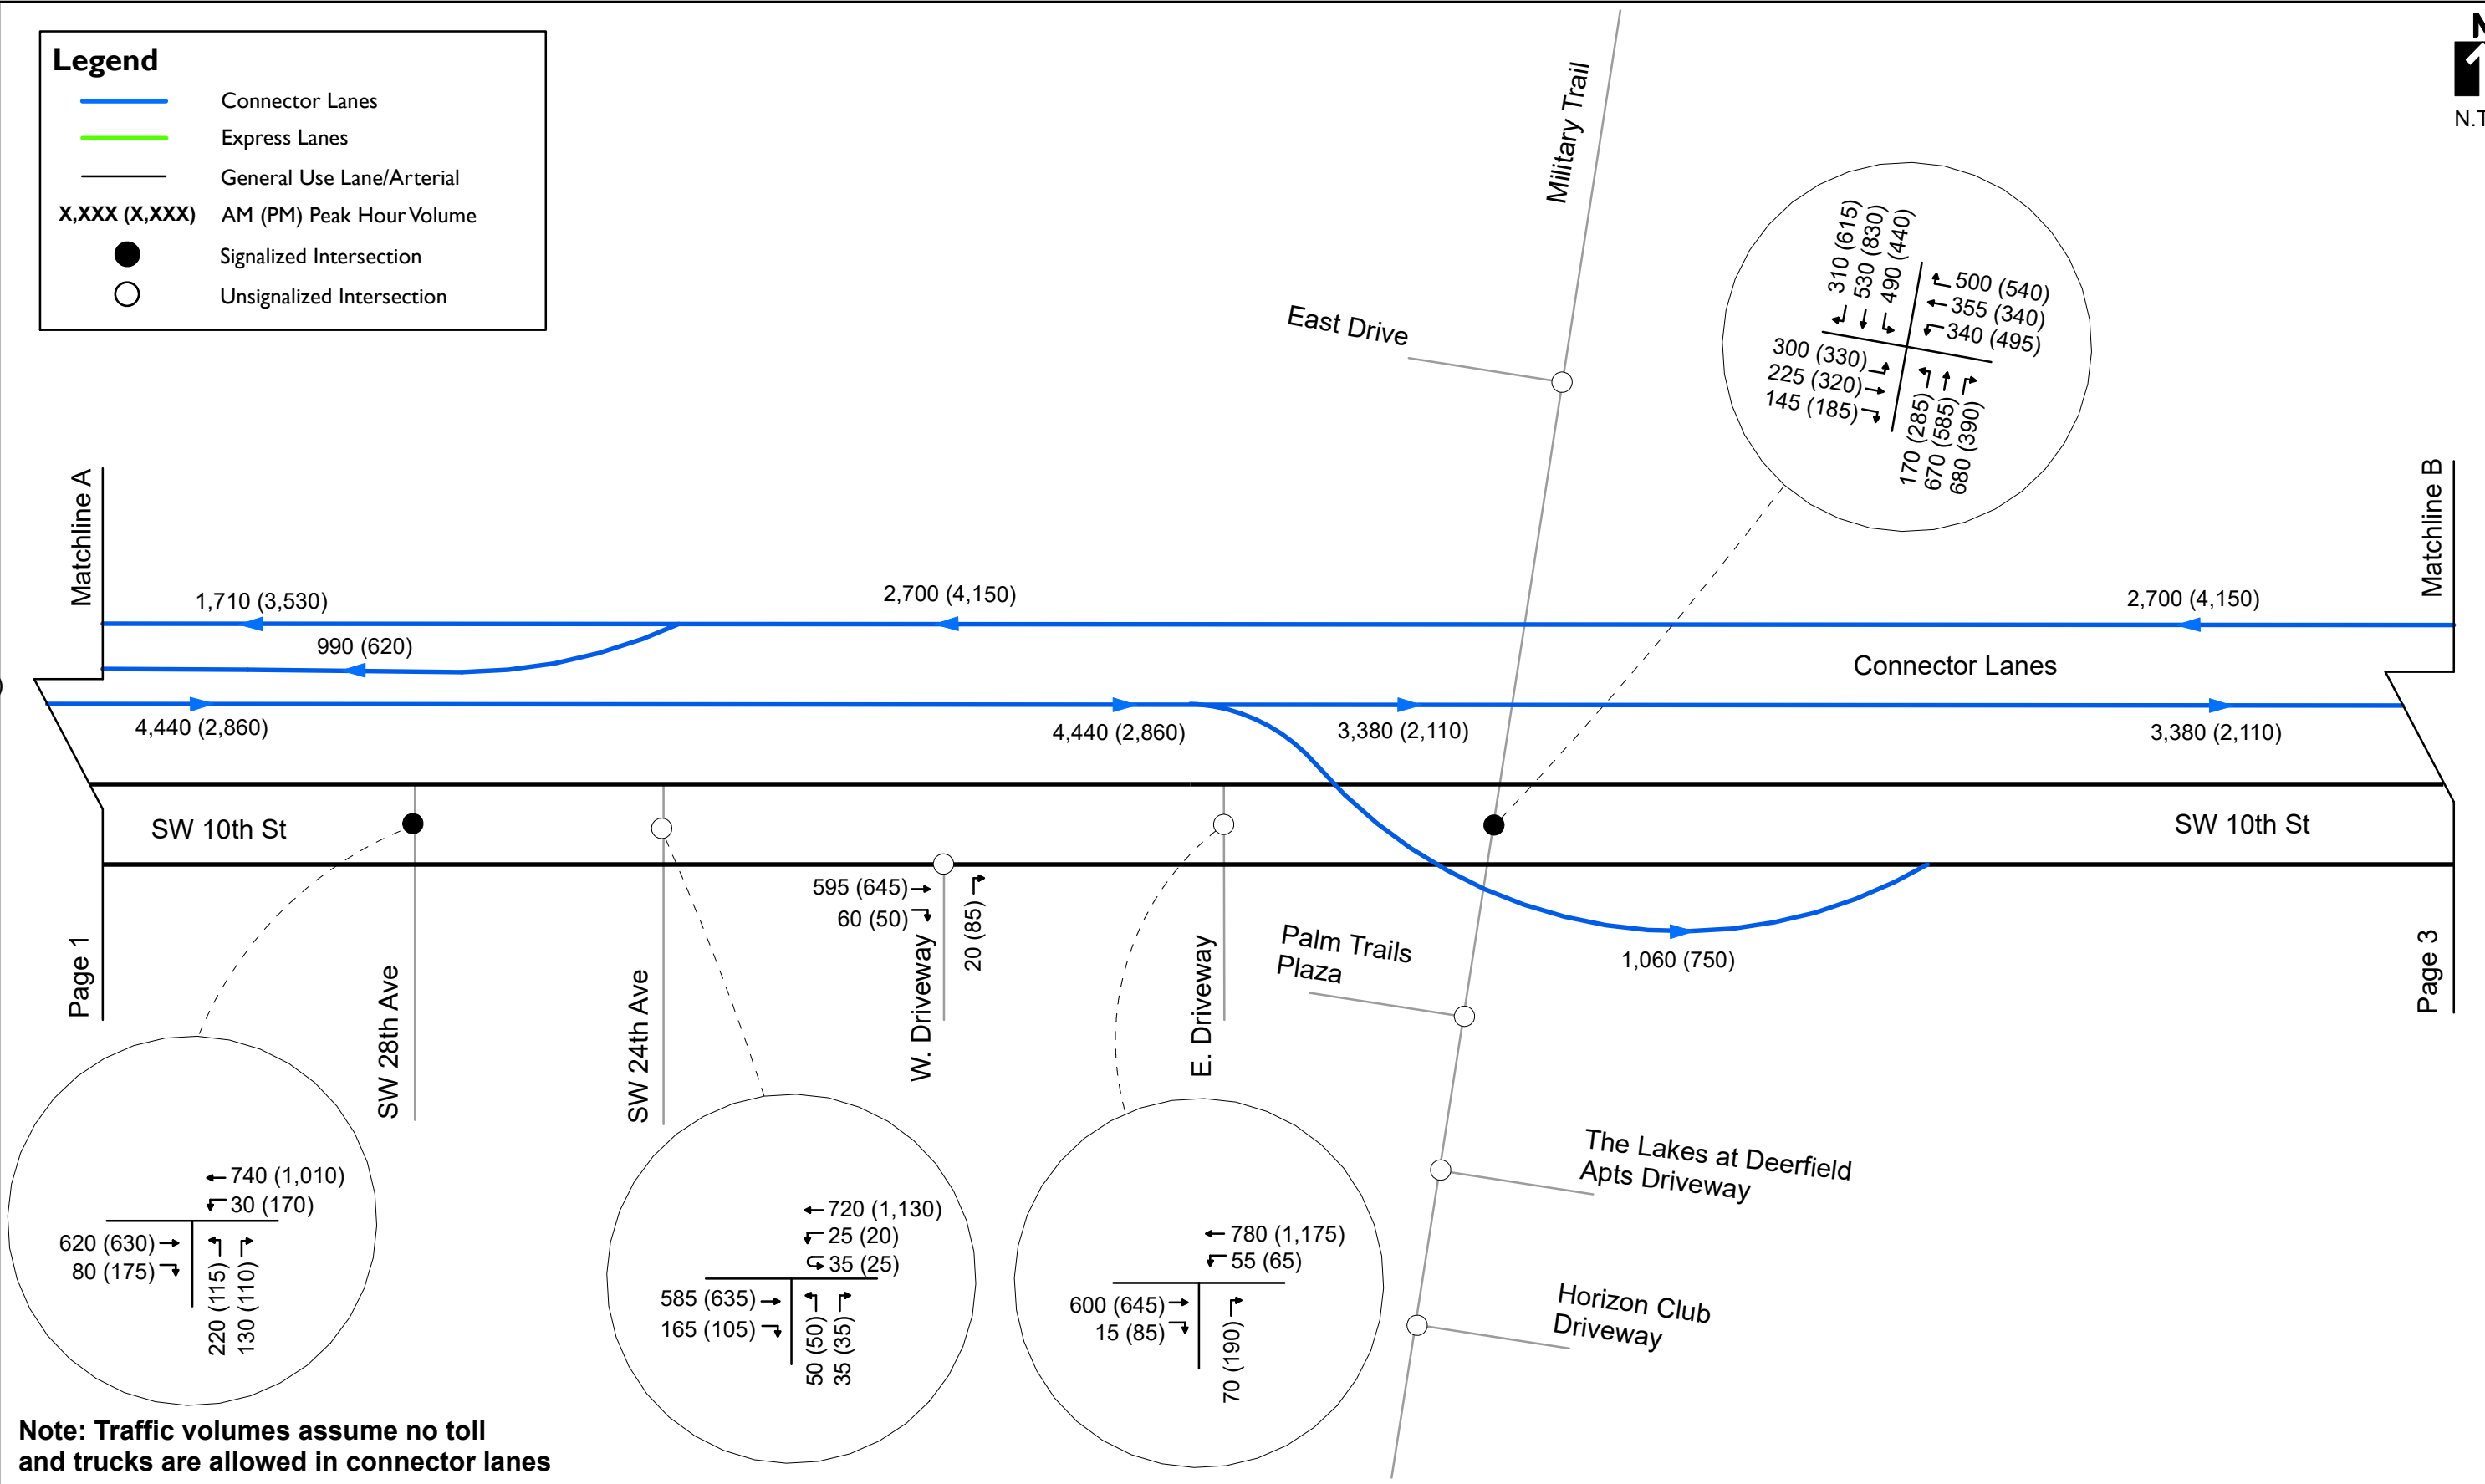 Legend
Connector Lanes
Express Lanes
General Use Lane/Arterial
X,XXX (X,XXX) AM (PM) Peak Hour Volume
Signalized Intersection
Unsignalized Intersection
N
Military Trail
East Drive
310 (615)
530 (830)
490 (440)
500 (540)
355 (340)
340 (495)
300 (330)
225 (320)
145 (185)
170 (285)
670 (585)
680 (390)
Matchline A
Matchline B
1,710 (3,530)
2,700 (4,150)
2,700 (4,150)
990 (620)
Connector Lanes
4,440 (2,860)
4,440 (2,860)
3,380 (2,110)
3,380 (2,110)
SW 10th St
SW 10th St
595 (645)
60 (50)
20 (85)
Page 1
SW 28th Ave
SW 24th Ave
W. Driveway
E. Driveway
Palm Trails
Plaza
1,060 (750)
Page 3
740 (1,010)
30 (170)
620 (630)
80 (175)
220 (115)
130 (110)
720 (1,130)
25 (20)
35 (25)
585 (635)
165 (105)
50 (50)
35 (35)
780 (1,175)
55 (65)
600 (645)
15 (85)
70 (190)
The Lakes at Deerfield
Apts Driveway
Horizon Club
Driveway
Note: Traffic volumes assume no toll
and trucks are allowed in connector lanes